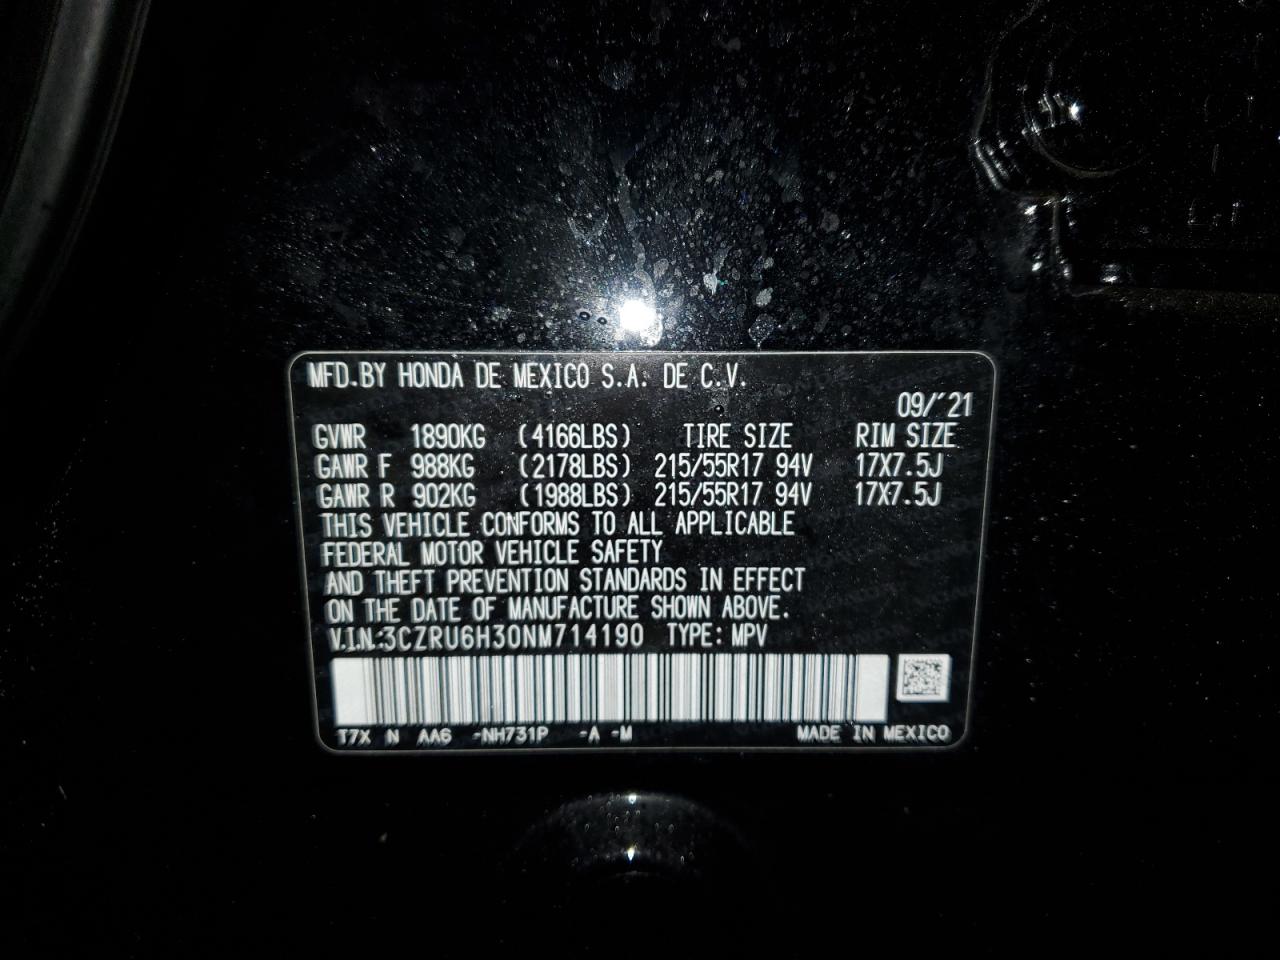 MFD.BY HONDA DE MEXICO S.A. DE C.V.
09/'21
GVWR 1890KG (4166LBS) TIRE SIZE RIM SIZE
GAWR F 988KG (2178LBS) 215/55R17 94V 17X7.5J
GAWR R 902KG (1988LBS) 215/55R17 94V 17X7.5J
THIS VEHICLE CONFORMS TO ALL APPLICABLE
FEDERAL MOTOR VEHICLE SAFETY
AND THEFT PREVENTION STANDARDS IN EFFECT
ON THE DATE OF MANUFACTURE SHOWN ABOVE.
V.I.N.:3CZRU6H30NM714190 TYPE: MPV
T7X N AA6 -NH731P -A -M MADE IN MEXICO